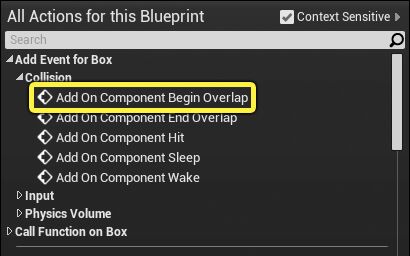 All Actions for this Blueprint
Context Sensitive
Search
Add Event for Box
Collision
Add On Component Begin Overlap
Add On Component End Overlap
Add On Component Hit
Add On Component Sleep
Add On Component Wake
Input
Physics Volume
Call Function on Box